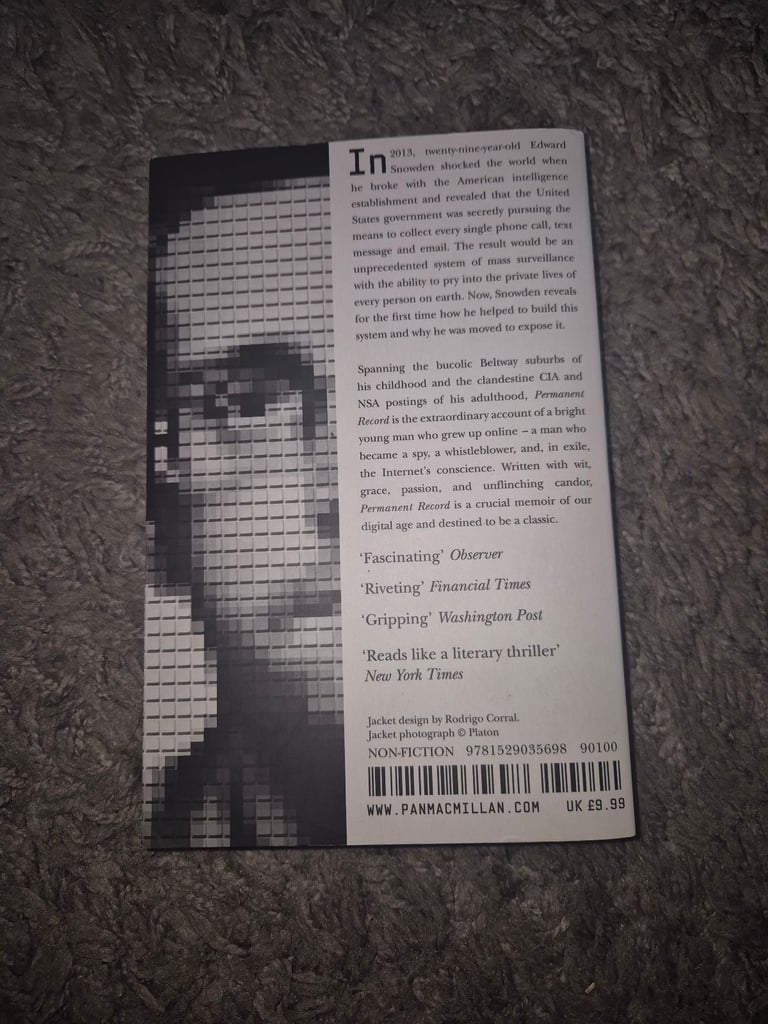 In 2013, twenty-nine-year-old Edward
Snowden shocked the world when
he broke with the American intelligence
establishment and revealed that the United
States government was secretly pursuing the
means to collect every single phone call, text
message and email. The result would be an
unprecedented system of mass surveillance
with the ability to pry into the private lives of
every person on earth. Now, Snowden reveals
for the first time how he helped to build this
system and why he was moved to expose it.
Spanning the bucolic Beltway suburbs of
his childhood and the clandestine CIA and
NSA postings of his adulthood, Permanent
Record is the extraordinary account of a bright
young man who grew up online – a man who
became a spy, a whistleblower, and, in exile,
the Internet's conscience. Written with wit,
grace, passion, and unflinching candor,
Permanent Record is a crucial memoir of our
digital age and destined to be a classic.
‘Fascinating’ Observer
‘Riveting’ Financial Times
‘Gripping’ Washington Post
‘Reads like a literary thriller’
New York Times
Jacket design by Rodrigo Corral.
Jacket photograph © Platon
NON-FICTION 9781529035698 90100
WWW.PANMACMILLAN.COM UK £9.99